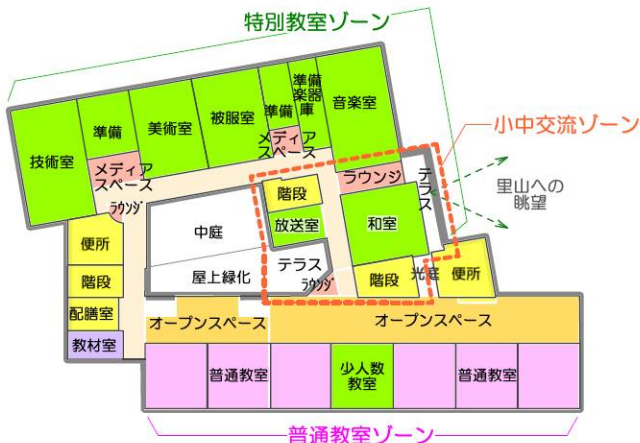 特別教室ゾーン
準備
楽器
庫
音楽室
準備
被服室
美術室
準備
技術室
メディア
スペース
メディア
スペース
小中交流ゾーン
ラウンジ
テラス
里山への
眺望
ラウンジ
階段
中庭
放送室
和室
便所
テラス
階段
屋上緑化
ラウンジ
階段
光庭
便所
配膳室
オープンスペース
オープンスペース
教材室
普通教室
少人数
教室
普通教室
普通教室ゾーン